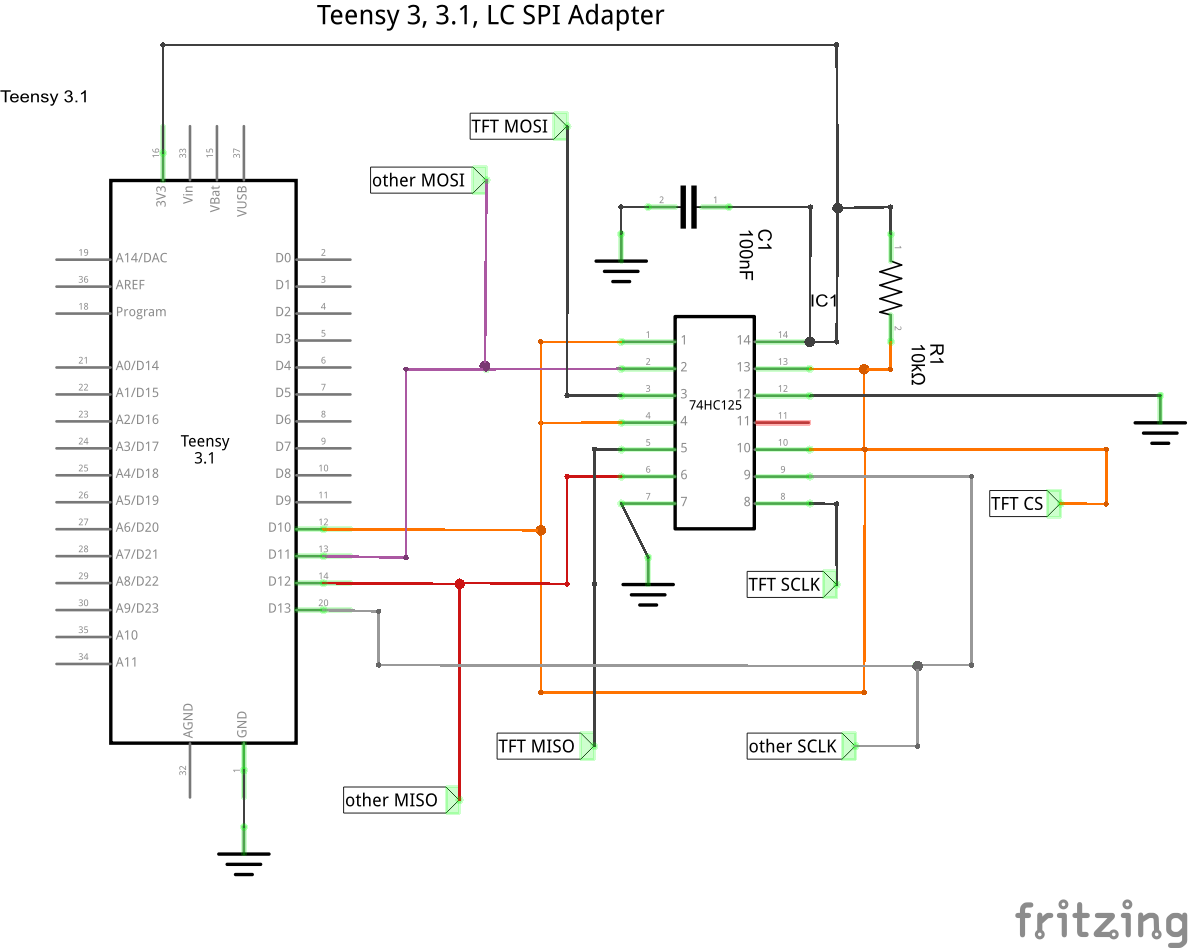 Teensy 3, 3.1, LC SPI Adapter
Teensy 3.1
TFT MOSI
other MOSI
16
33
15
37
3V3
Vin
VBat
VUSB
2
1
C1
100nF
1
2
R1
10kΩ
IC1
19
A14/DAC
D0
2
36
AREF
D1
3
18
Program
D2
4
D3
5
21
A0/D14
D4
6
22
A1/D15
D5
7
23
A2/D16
D6
8
24
A3/D17
D7
9
25
A4/D18
D8
10
26
A5/D19
D9
11
27
A6/D20
D10
12
28
A7/D21
D11
13
29
A8/D22
D12
14
30
A9/D23
D13
20
35
A10
34
A11
Teensy
3.1
AGND
GND
32
1
1
1
14
14
2
2
13
13
3
3
12
12
74HC125
4
4
11
11
5
5
10
10
6
6
9
9
7
7
8
8
TFT CS
TFT SCLK
TFT MISO
other SCLK
other MISO
fritzing